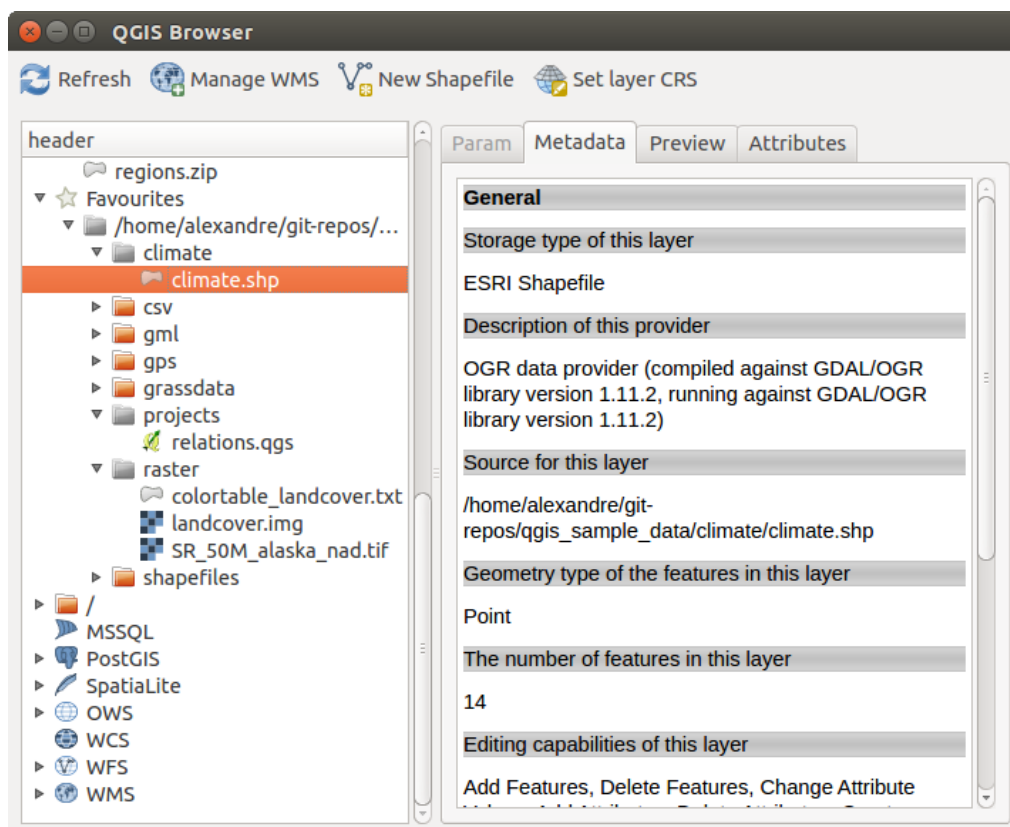 QGIS Browser
Refresh
Manage WMS
New Shapefile
Set layer CRS
header
regions.zip
Favourites
/home/alexandre/git-repos/...
climate
climate.shp
csv
gml
gps
grassdata
projects
relations.qgs
raster
colortable_landcover.txt
landcover.img
SR_50M_alaska_nad.tif
shapefiles
/
MSSQL
PostGIS
SpatiaLite
OWS
WCS
WFS
WMS
Param
Metadata
Preview
Attributes
General
Storage type of this layer
ESRI Shapefile
Description of this provider
OGR data provider (compiled against GDAL/OGR
library version 1.11.2, running against GDAL/OGR
library version 1.11.2)
Source for this layer
/home/alexandre/git-
repos/qgis_sample_data/climate/climate.shp
Geometry type of the features in this layer
Point
The number of features in this layer
14
Editing capabilities of this layer
Add Features, Delete Features, Change Attribute